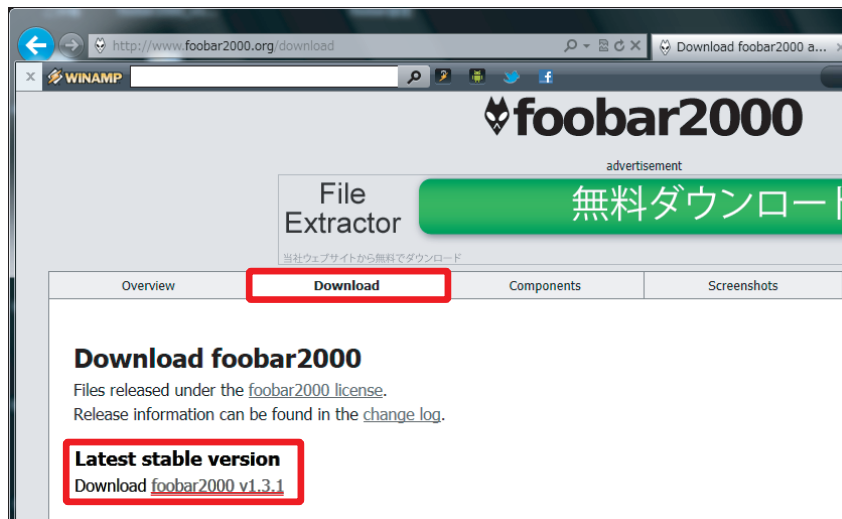 http://www.foobar2000.org/download
Download foobar2000 a...
WINAMP
foobar2000
advertisement
File
Extractor
無料ダウンロード
当社ウェブサイトから無料でダウンロード
Overview
Download
Components
Screenshots
Download foobar2000
Files released under the foobar2000 license.
Release information can be found in the change log.
Latest stable version
Download foobar2000 v1.3.1